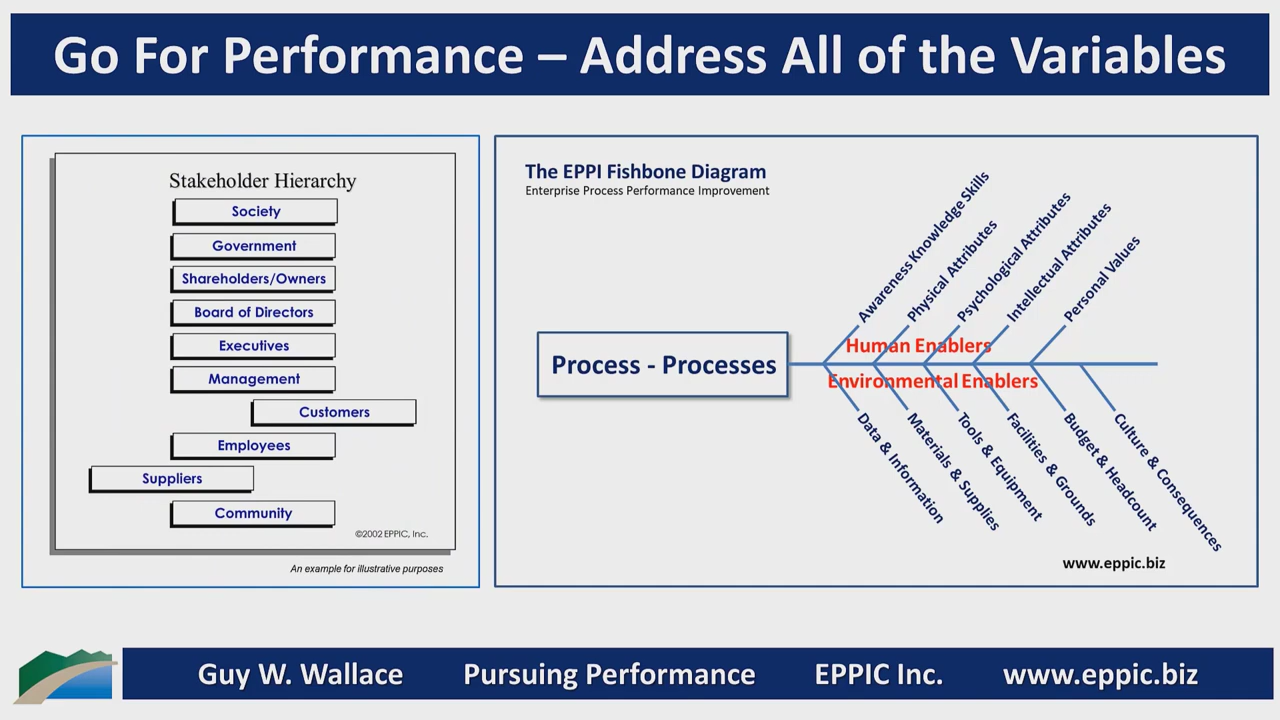 Go For Performance – Address All of the Variables
Stakeholder Hierarchy
Society
Government
Shareholders/Owners
Board of Directors
Executives
Management
Customers
Employees
Suppliers
Community
©2002 EPPIC, Inc.
An example for illustrative purposes
The EPPI Fishbone Diagram
Enterprise Process Performance Improvement
Process - Processes
Awareness Knowledge Skills
Physical Attributes
Psychological Attributes
Intellectual Attributes
Personal Values
Human Enablers
Environmental Enablers
Data & Information
Materials & Supplies
Tools & Equipment
Facilities & Grounds
Budget & Headcount
Culture & Consequences
www.eppic.biz
Guy W. Wallace Pursuing Performance EPPIC Inc. www.eppic.biz